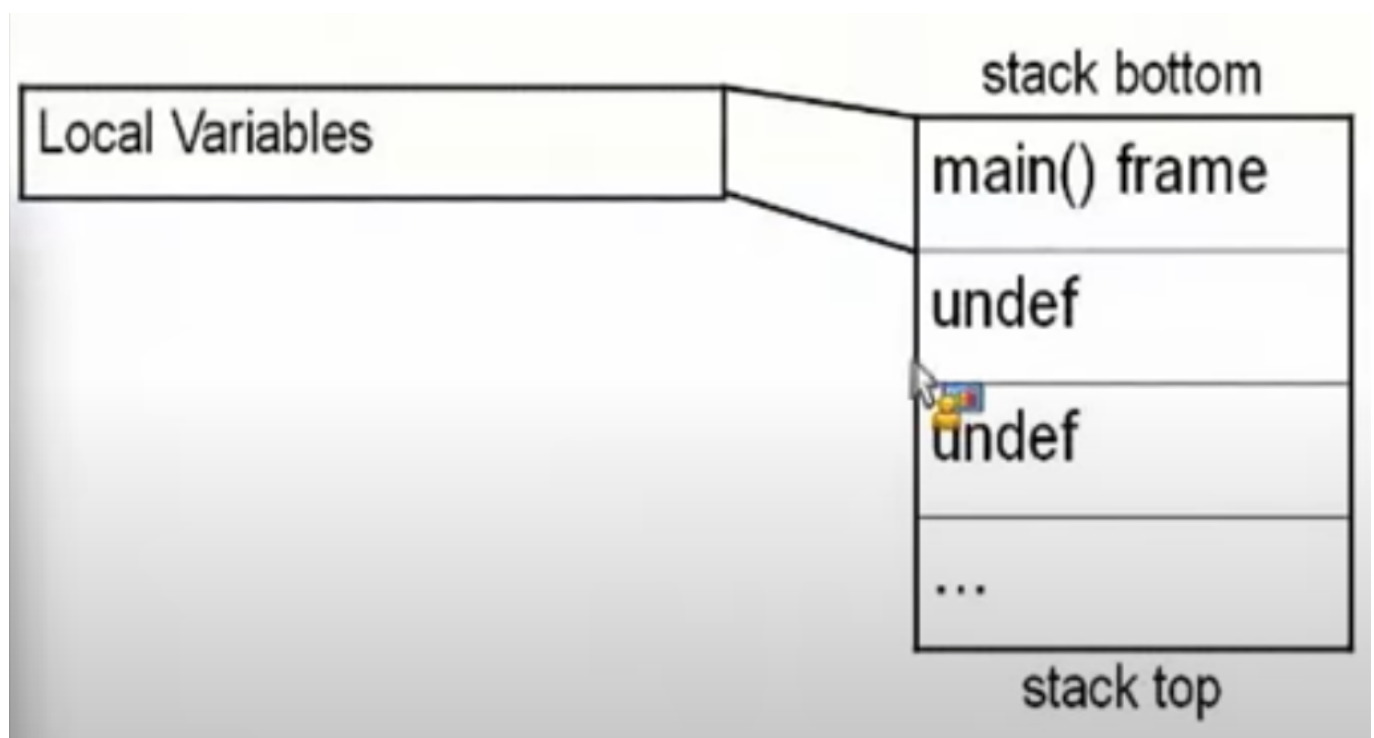 stack bottom
Local Variables
main() frame
undef
undef
...
stack top